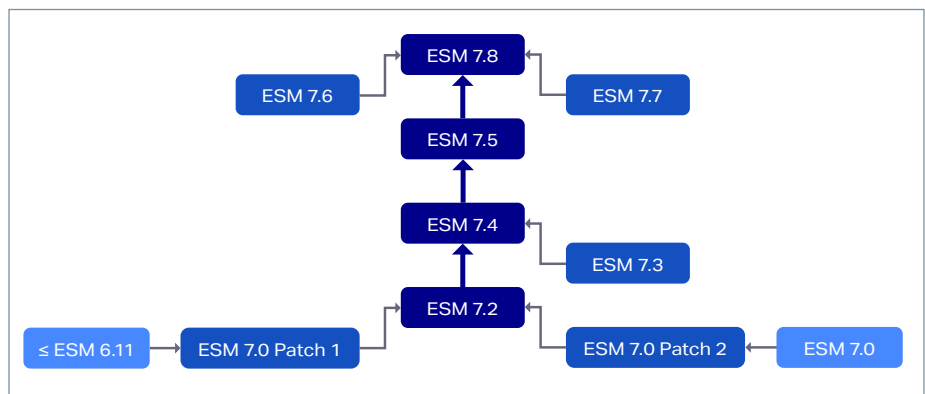 ESM 7.8
ESM 7.6
ESM 7.7
ESM 7.5
ESM 7.4
ESM 7.3
ESM 7.2
≤ ESM 6.11
ESM 7.0 Patch 1
ESM 7.0 Patch 2
ESM 7.0